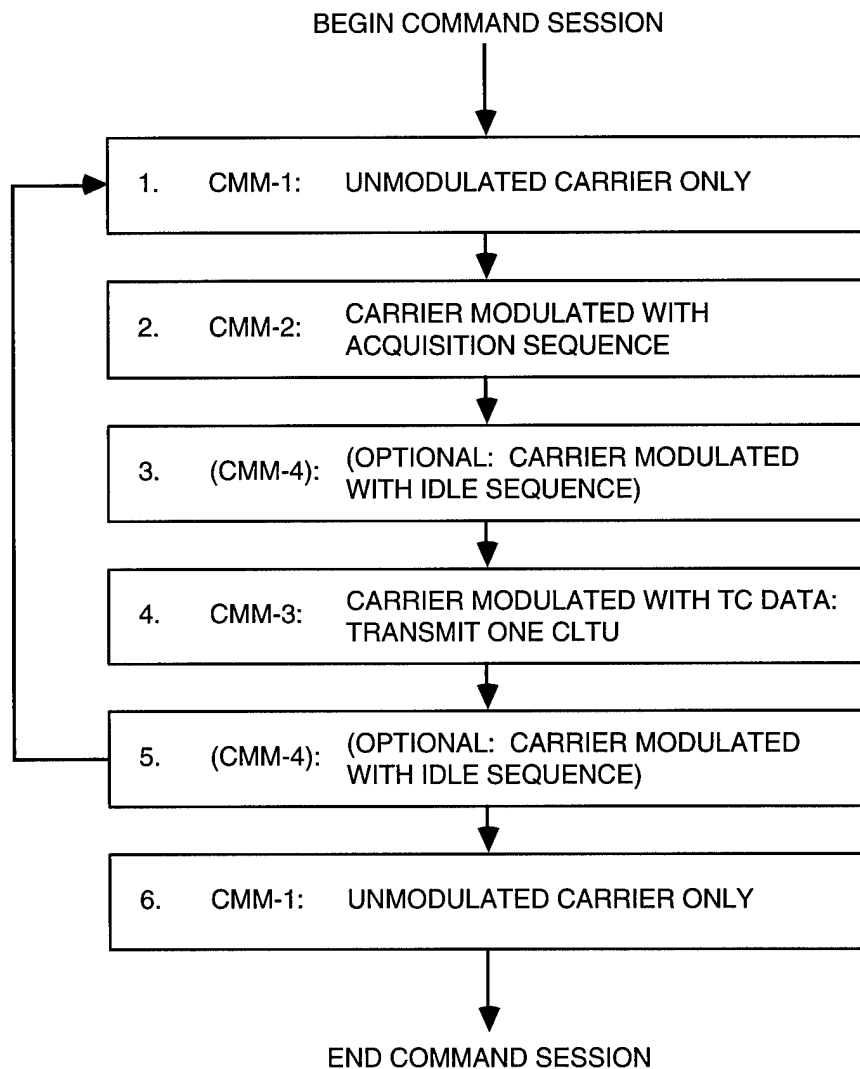 BEGIN COMMAND SESSION
1. CMM-1: UNMODULATED CARRIER ONLY
2. CMM-2: CARRIER MODULATED WITH
ACQUISITION SEQUENCE
3. (CMM-4): (OPTIONAL: CARRIER MODULATED
WITH IDLE SEQUENCE)
4. CMM-3: CARRIER MODULATED WITH TC DATA:
TRANSMIT ONE CLTU
5. (CMM-4): (OPTIONAL: CARRIER MODULATED
WITH IDLE SEQUENCE)
6. CMM-1: UNMODULATED CARRIER ONLY
END COMMAND SESSION